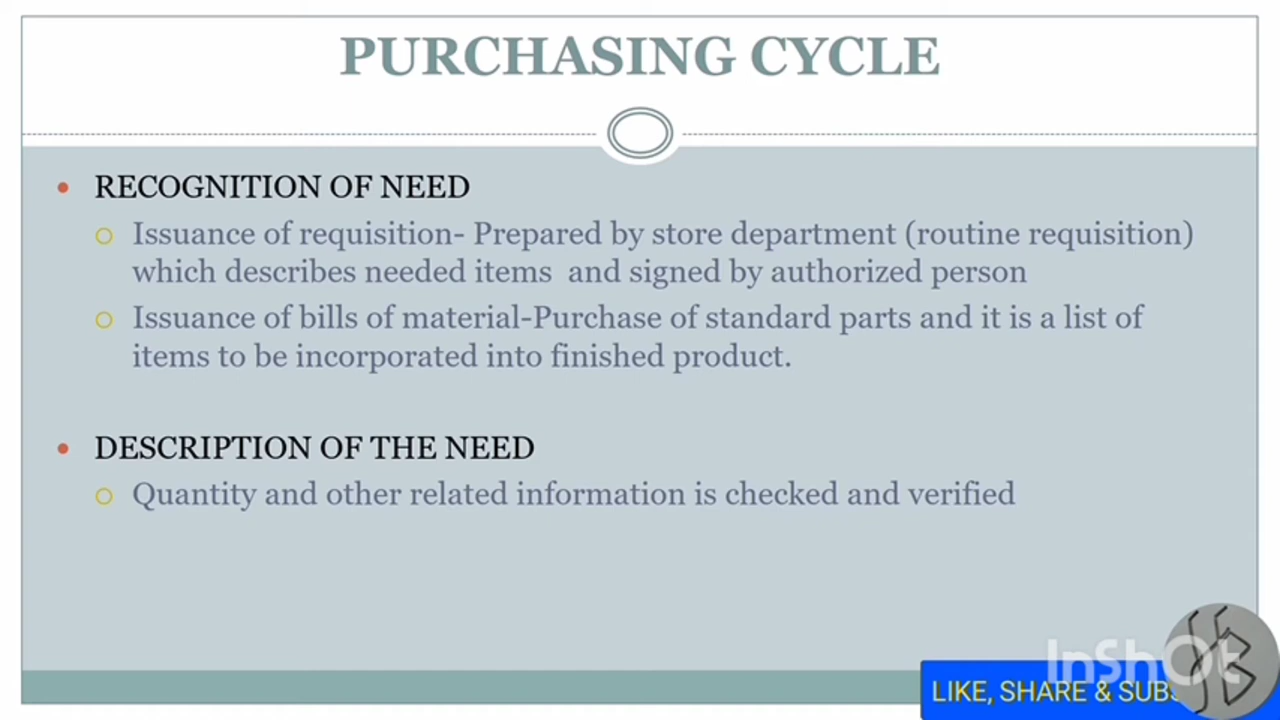 PURCHASING CYCLE
RECOGNITION OF NEED
Issuance of requisition- Prepared by store department (routine requisition)
which describes needed items and signed by authorized person
Issuance of bills of material-Purchase of standard parts and it is a list of
items to be incorporated into finished product.
DESCRIPTION OF THE NEED
Quantity and other related information is checked and verified
InShOt
LIKE, SHARE & SUBS